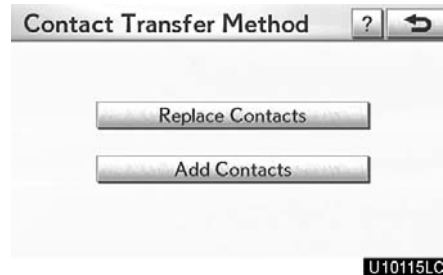 Contact Transfer Method ?
Replace Contacts
Add Contacts
U10115LC